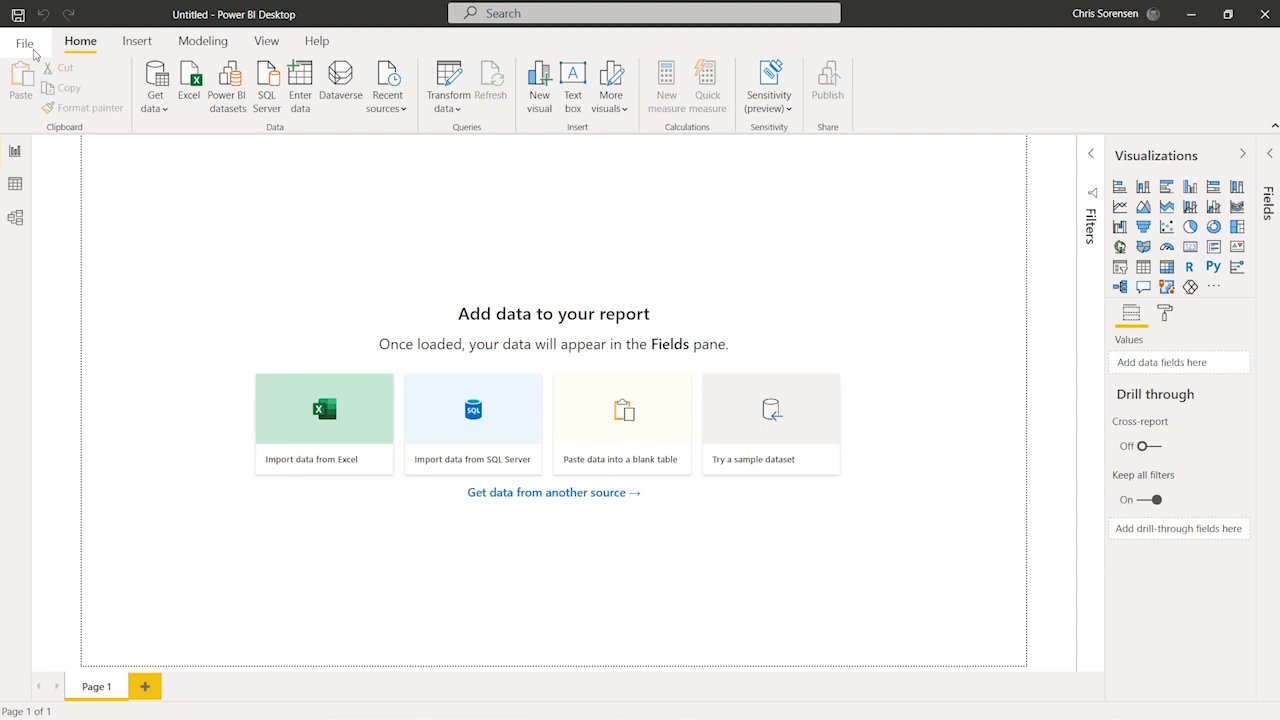 Untitled - Power BI Desktop
Search
Chris Sorensen
File
Home
Insert
Modeling
View
Help
Paste
Cut
Copy
Format painter
Clipboard
Get data
Excel
Power BI datasets
SQL Server
Enter data
Dataverse
Recent sources
Data
Transform data
Refresh
Queries
New visual
Text box
More visuals
Insert
New measure
Quick measure
Calculations
Sensitivity (preview)
Sensitivity
Publish
Share
Add data to your report
Once loaded, your data will appear in the Fields pane.
SQL
Import data from Excel
Import data from SQL Server
Paste data into a blank table
Try a sample dataset
Get data from another source →
Filters
Visualizations
R
Py
Values
Add data fields here
Drill through
Cross-report
Off
Keep all filters
On
Add drill-through fields here
Fields
Page 1
Page 1 of 1